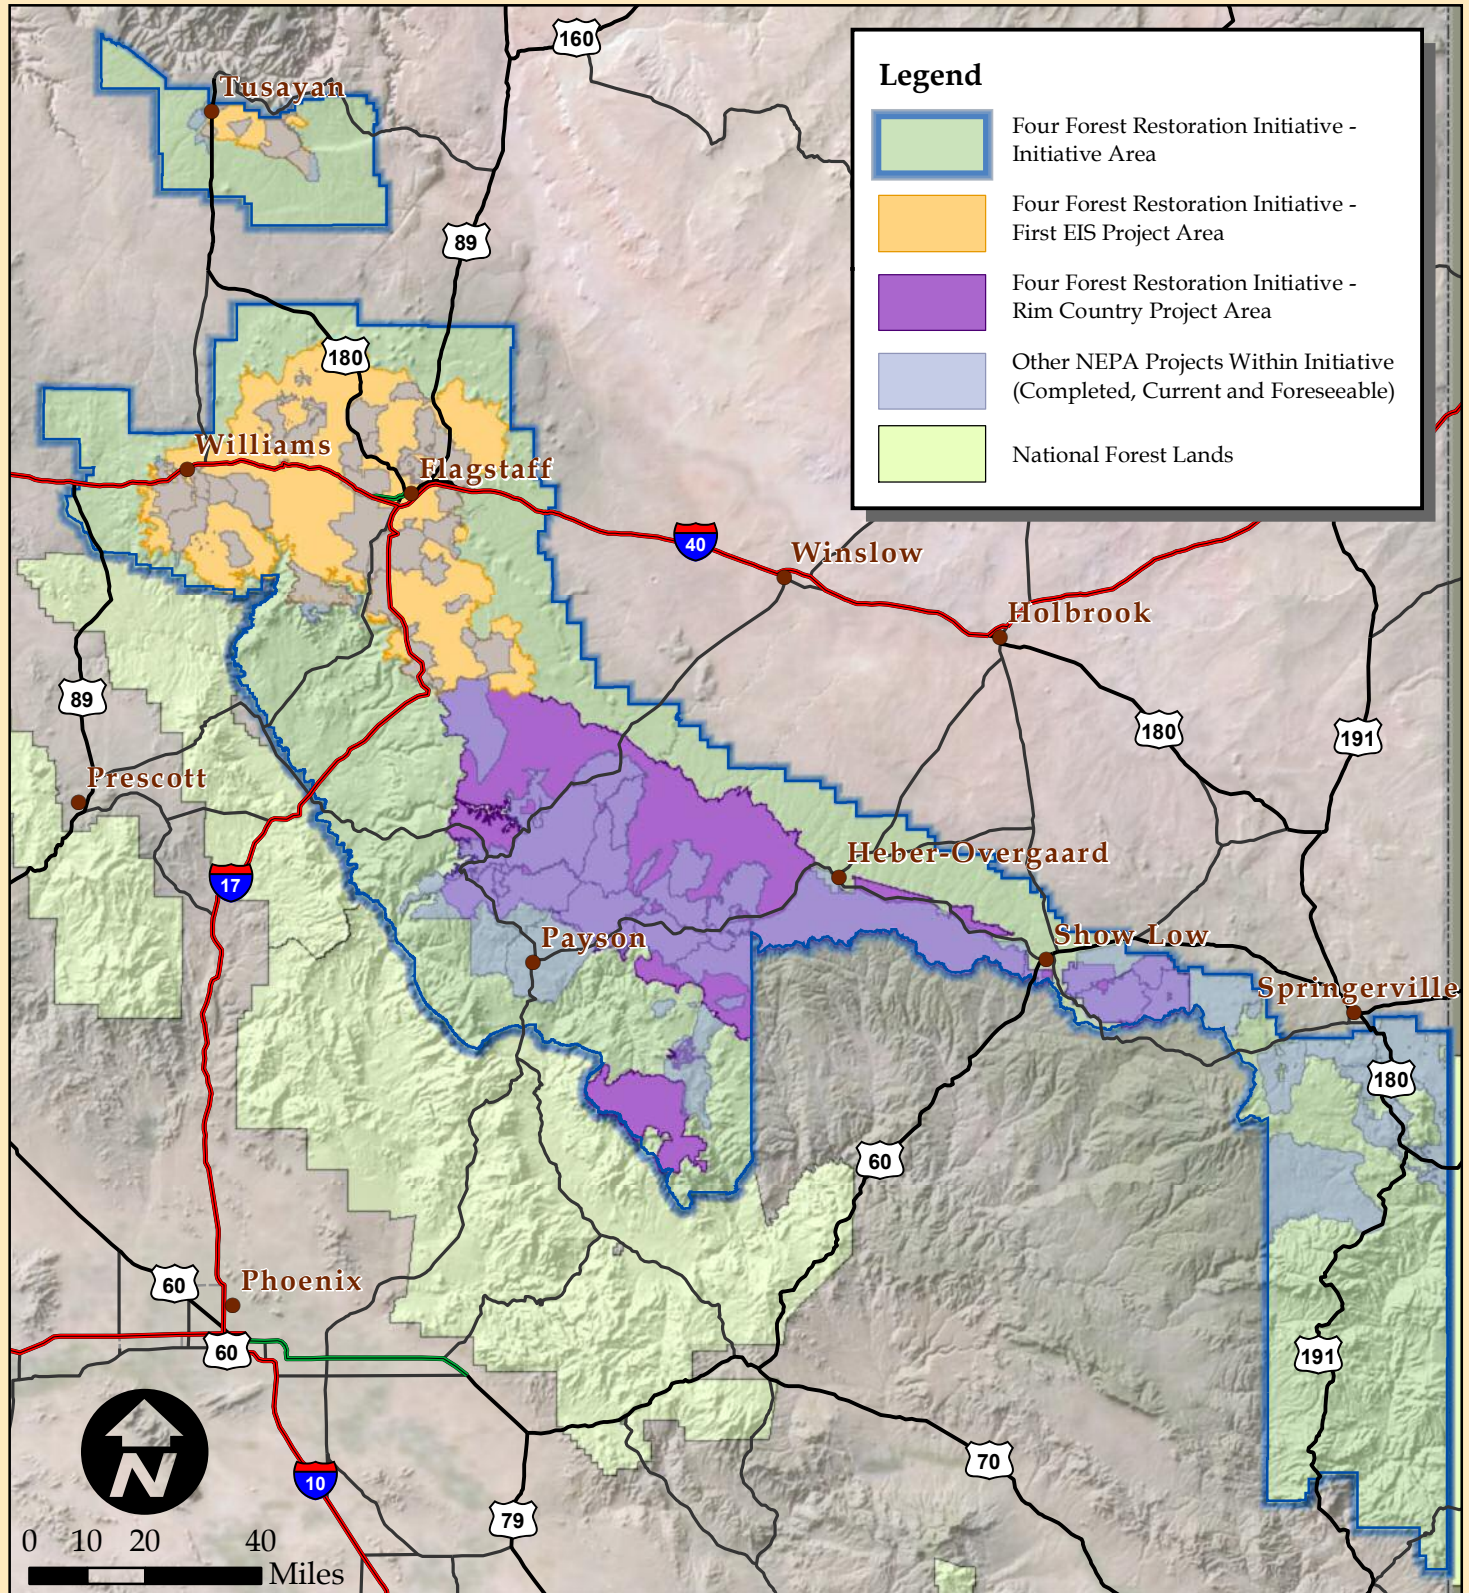 160
Legend
Tusayan
Four Forest Restoration Initiative -
Initiative Area
Four Forest Restoration Initiative -
First EIS Project Area
89
Four Forest Restoration Initiative -
Rim Country Project Area
180
Other NEPA Projects Within Initiative
(Completed, Current and Foreseeable)
Williams
Flagstaff
National Forest Lands
40
Winslow
Holbrook
89
180
191
Prescott
Heber-Overgaard
17
Payson
Show Low
Springerville
180
60
60
Phoenix
60
191
N
10
70
79
0 10 20 40
Miles